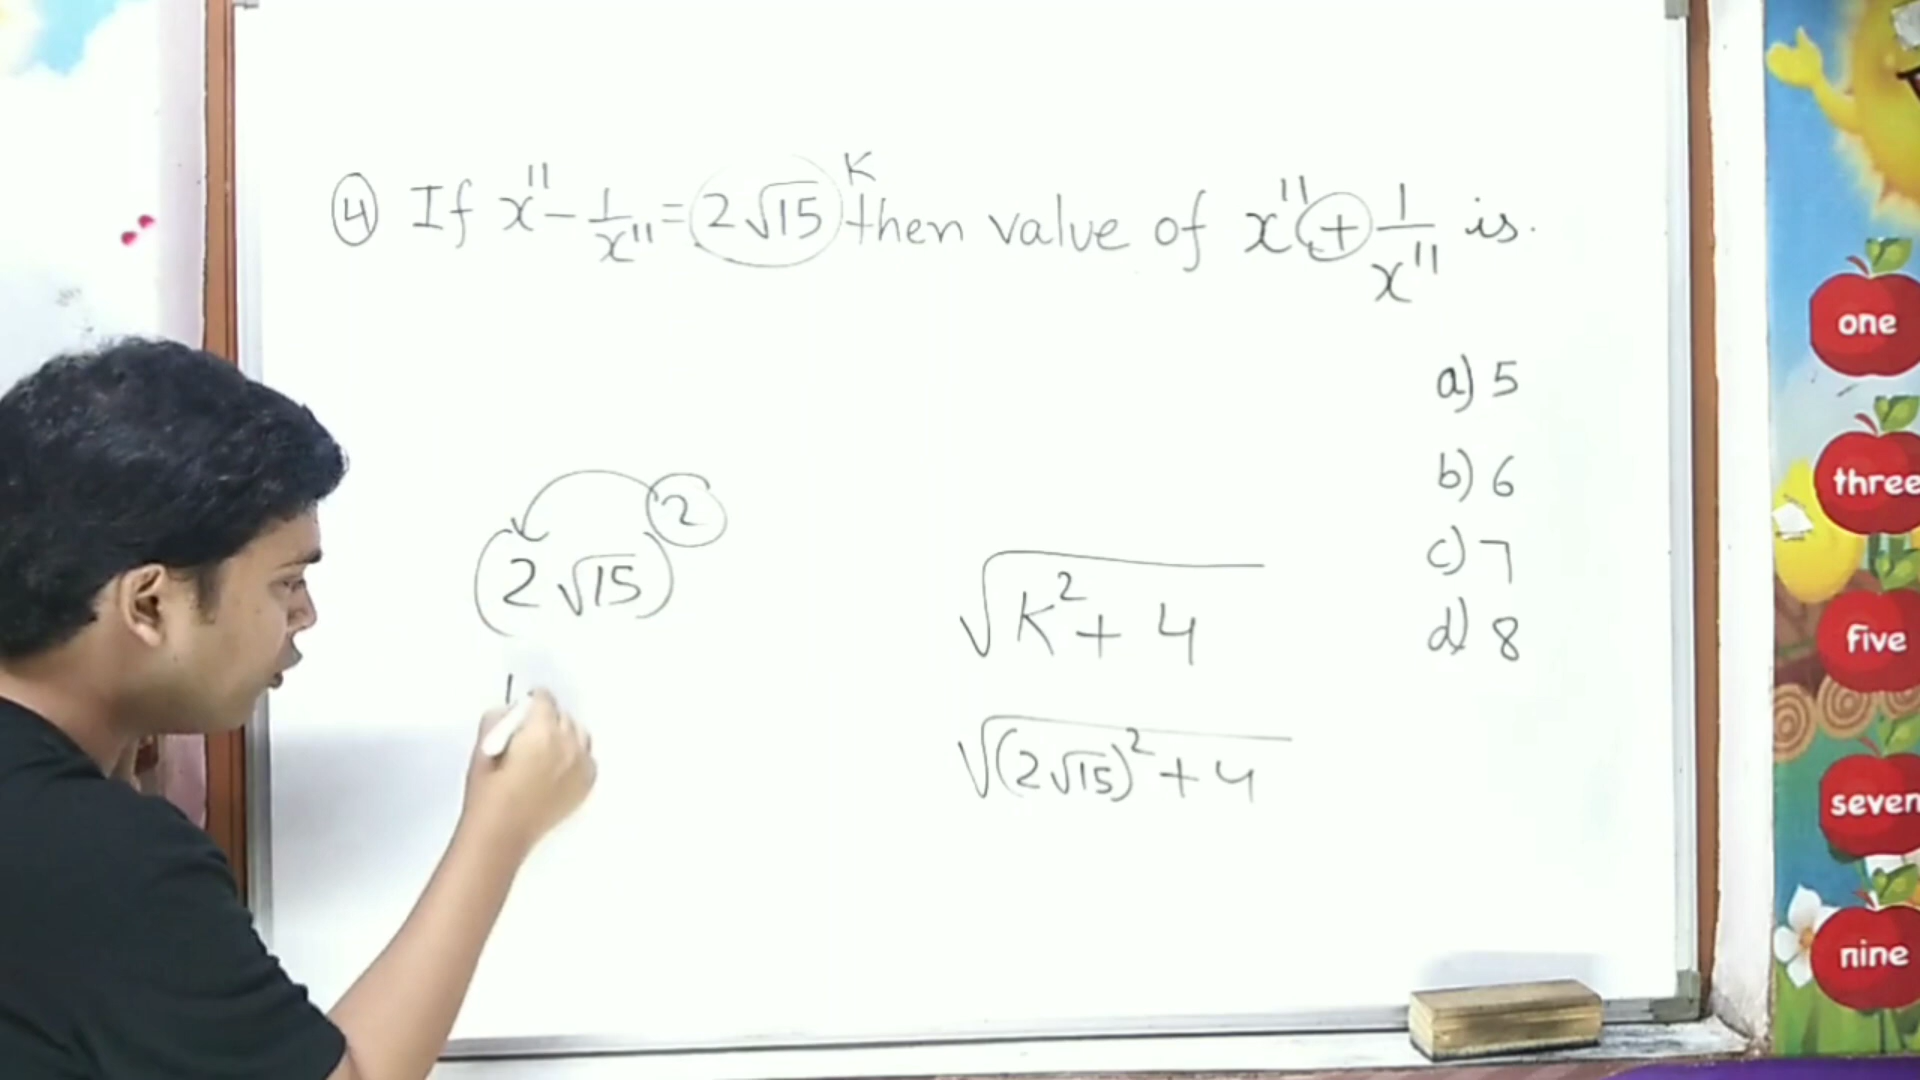 ④ If x¹¹ - 1/x¹¹ = 2√15 K then value of x¹¹ + 1/x¹¹ is.
a) 5
b) 6
c) 7
d) 8
(2√15)²
√(K² + 4)
√((2√15)² + 4)
one
three
five
seven
nine